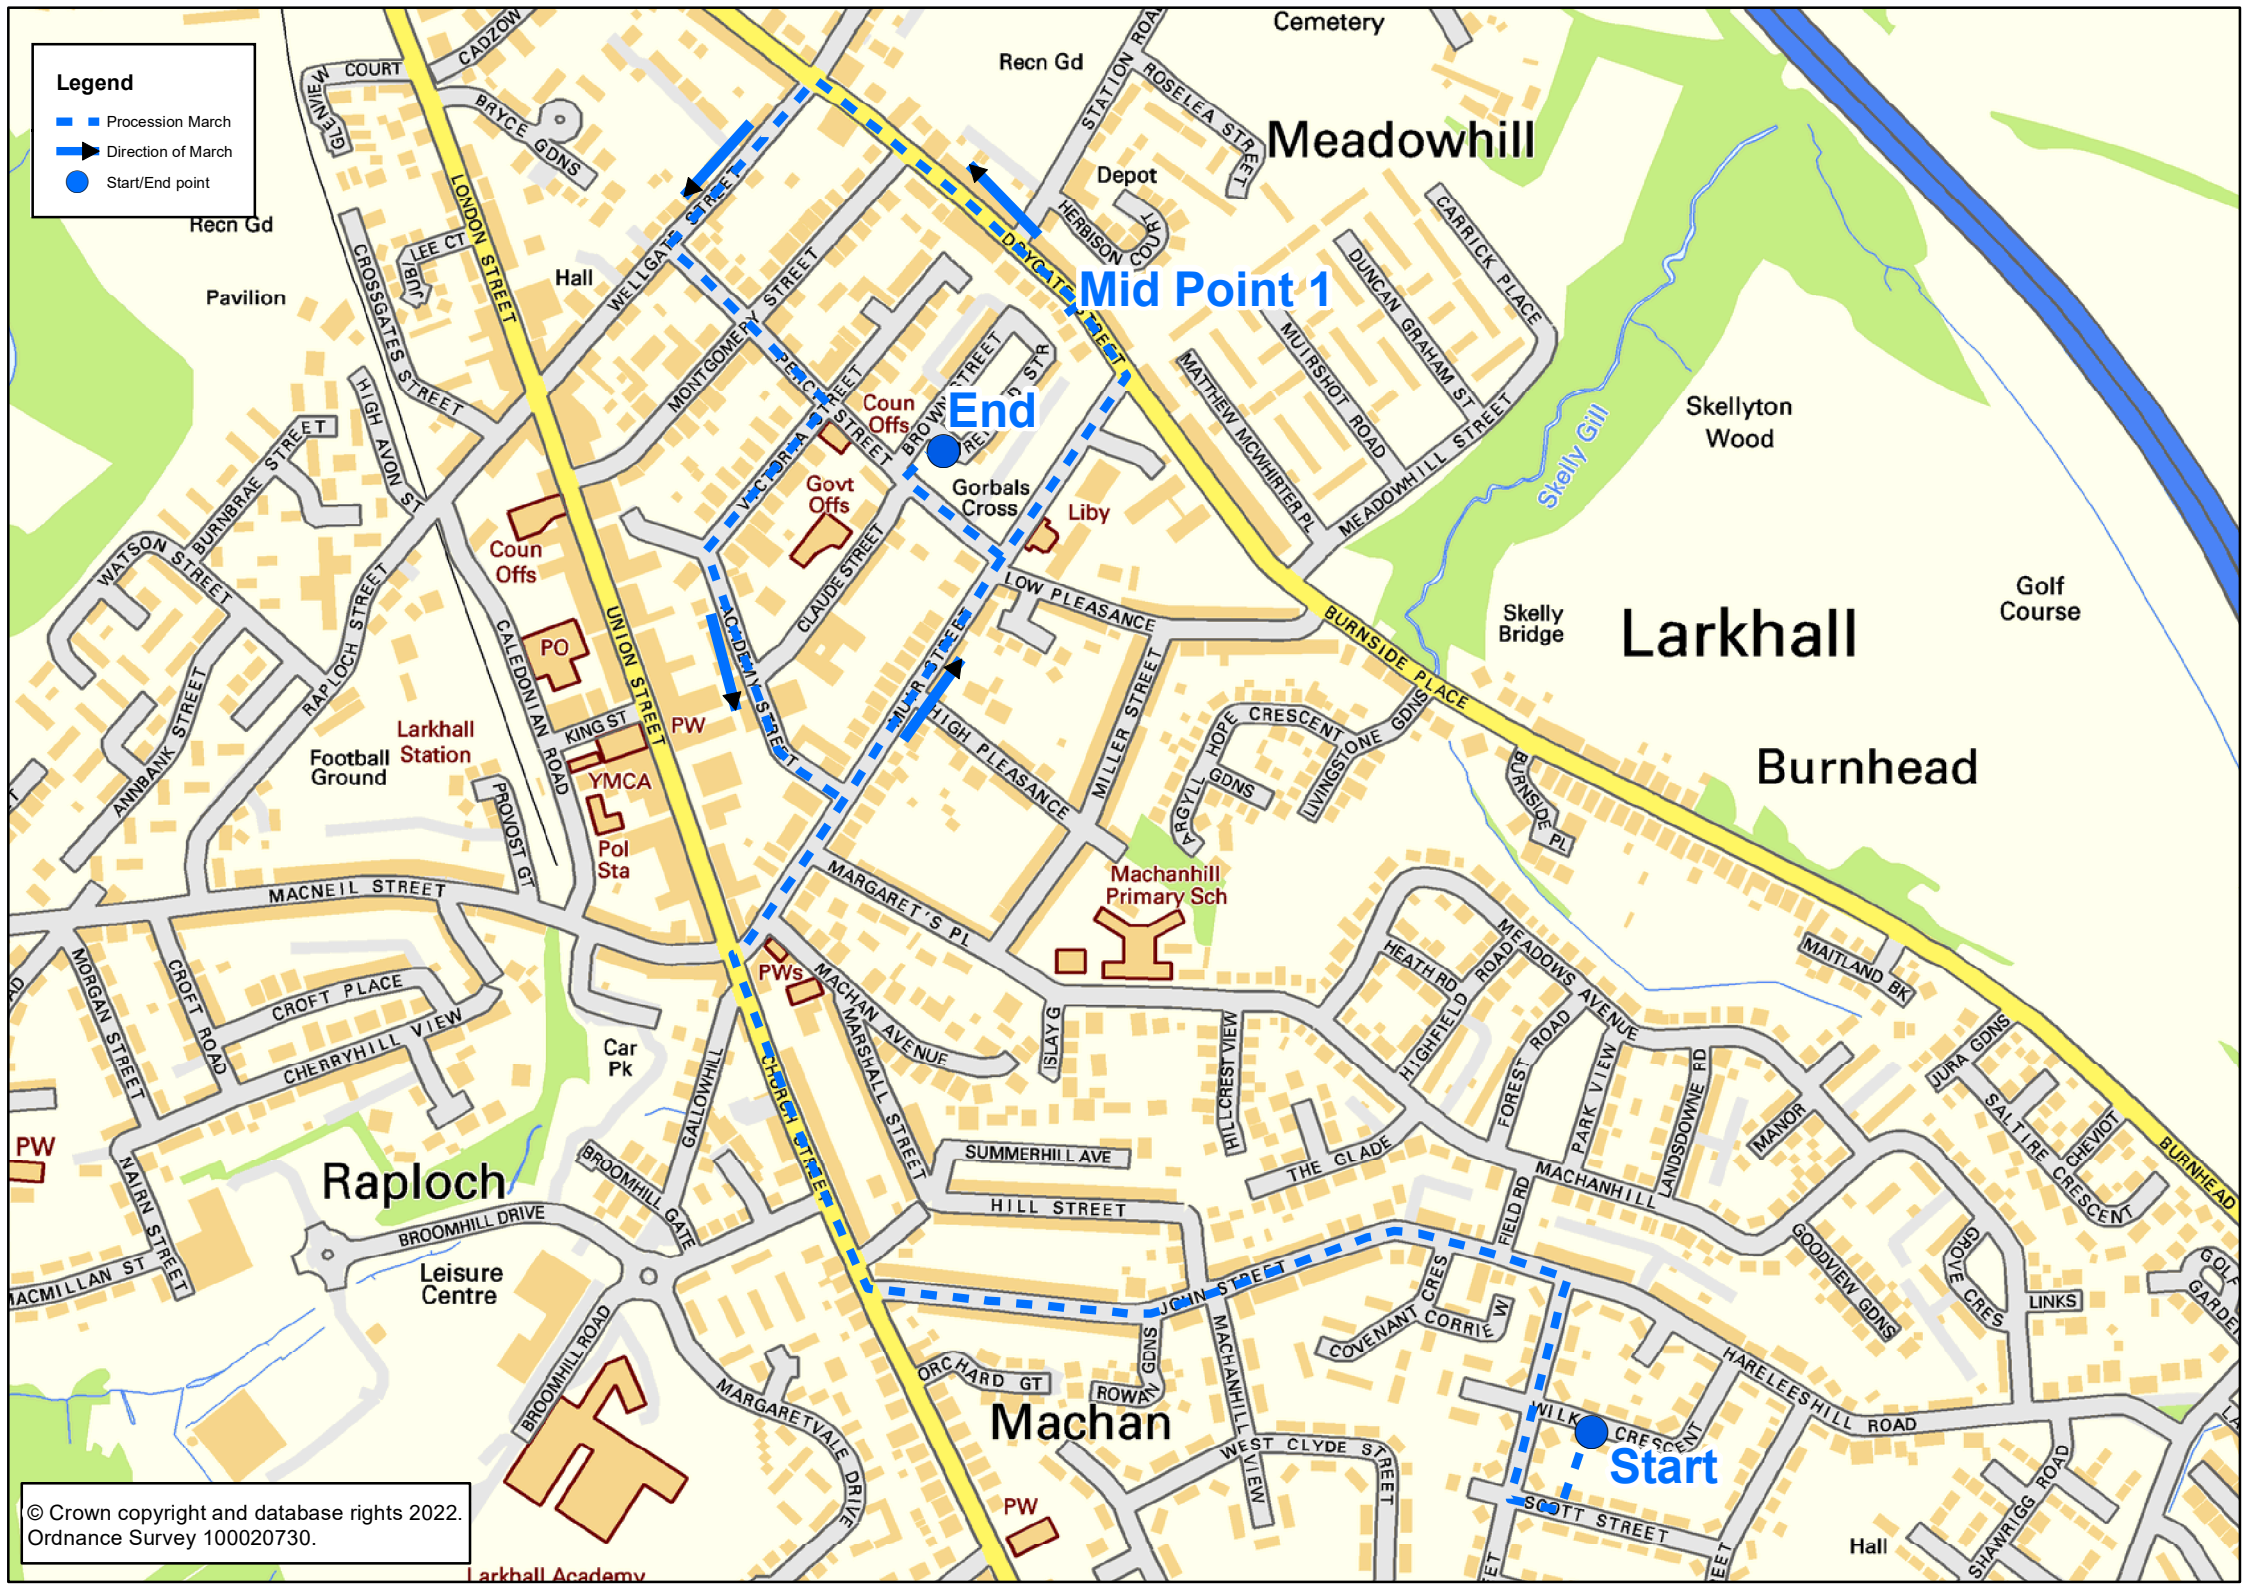 Legend
Procession March
Direction of March
Start/End point
Recn Gd
COURT
GLENVIEW
CADZOW
BRYCE
GDNS
Recn Gd
Cemetery
STATION ROA
ROSELEA STREET
Meadowhill
Depot
HERBISON COURT
LONDON STREET
LEE CT
CROSSGATES STREET
Pavilion
Hall
WELLGATE STREET
MONTGOMERY STREET
DRYGATE STREET
Mid Point 1
CARRICK PLACE
DUNCAN GRAHAM ST
MUIRSHOT ROAD
MATTHEW MCWHIRTER PL
MEADOWHILL STREET
Skelly Gill
Skellyton
Wood
PERCY STREET
VICTORIA STREET
Coun
Offs
BROWN STREET
End
Govt
Offs
Gorbals
Cross
Liby
HIGH AVON ST
BURNBRAE STREET
WATSON STREET
Coun
Offs
CLAUDE STREET
LOW PLEASANCE
BURNSIDE PLACE
Skelly
Bridge
Larkhall
Golf
Course
Burnhead
PO
UNION STREET
ACADEMY STREET
CALEDONIAN ROAD
RAPLOCH STREET
ANNBANK STREET
Larkhall
Station
Football
Ground
KING ST
PW
YMCA
PROVOST GT
Pol
Sta
MUIR STREET
HIGH PLEASANCE
MILLER STREET
HOPE CRESCENT
ARGYLL
GDNS
LIVINGSTONE GDNS
BURNSIDE PL
MACNEIL STREET
MARGARET'S PL
Machanhill
Primary Sch
PWs
MACHAN AVENUE
MARSHALL STREET
ISLAY G
HILLCREST VIEW
HEATH RD
HIGHFIELD ROAD
MEADOWS AVENUE
FOREST ROAD
PARK VIEW
LANSDOWNE RD
MANOR
MAITLAND BK
JURA GDNS
SALTIRE CRESCENT
CHEVIOT
BURNHEAD
MORGAN STREET
CROFT ROAD
CROFT PLACE
CHERRYHILL VIEW
Car
Pk
GALLOWHILL
CHURCH STREET
PW
NAIRN STREET
Raploch
BROOMHILL GATE
BROOMHILL DRIVE
SUMMERHILL AVE
HILL STREET
THE GLADE
MACHANHILL
FIELD RD
GOODVIEW GDNS
GROVE CRES
LINKS
GOLF
GARDE
MACMILLAN ST
Leisure
Centre
BROOMHILL ROAD
JOHN STREET
COVENANT CRES
CORRIE W
ROWAN GDNS
ORCHARD GT
MARGARETVALE DRIVE
Machan
MACHANHILL VIEW
WEST CLYDE STREET
WILK CRESCENT
Start
SCOTT STREET
HARELEESHILL ROAD
SHAWRIGG ROAD
Hall
PW
Larkhall Academy
© Crown copyright and database rights 2022.
Ordnance Survey 100020730.